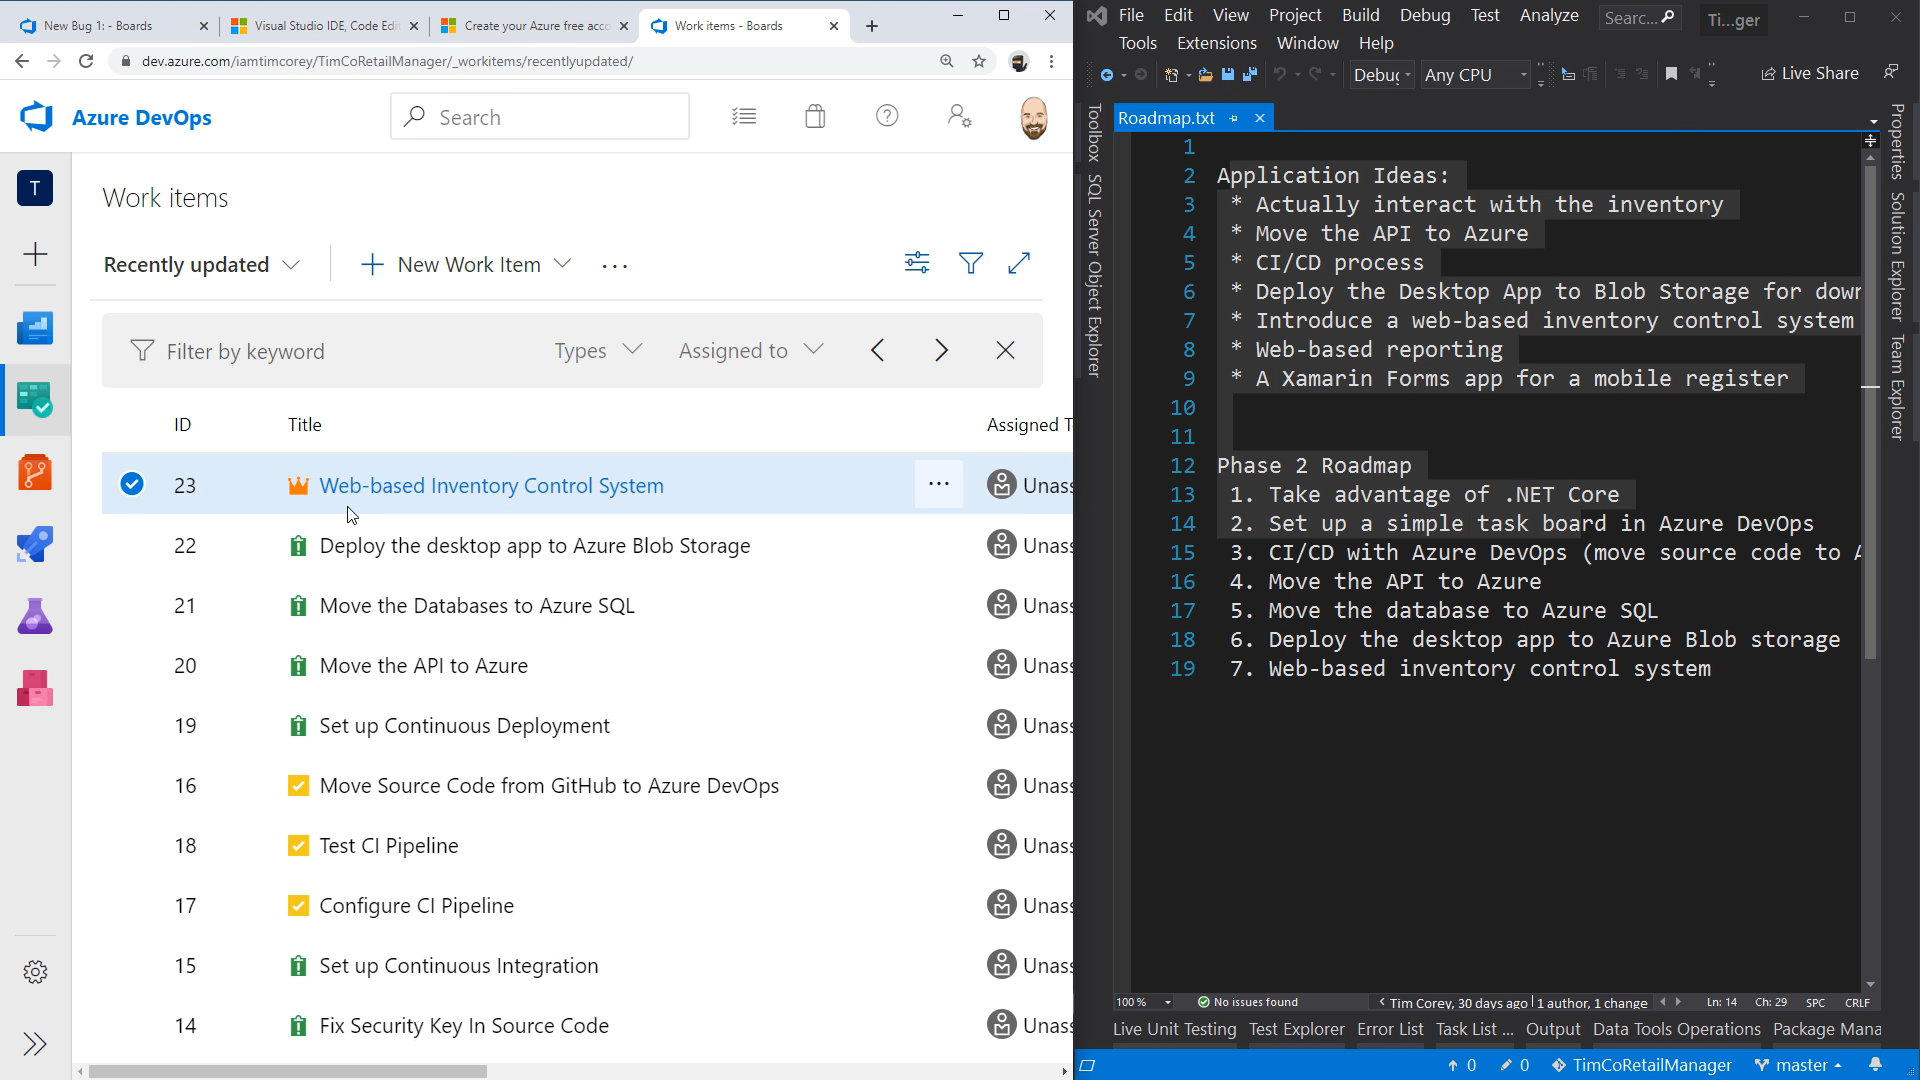 New Bug 1: - Boards
Visual Studio IDE, Code Edi
Create your Azure free acco
Work items - Boards
dev.azure.com/iamtimcorey/TimCoRetailManager/_workitems/recentlyupdated/
Azure DevOps
Search
T
Work items
Recently updated
New Work Item
Filter by keyword
Types
Assigned to
ID Title Assigned T
23 Web-based Inventory Control System Unass
22 Deploy the desktop app to Azure Blob Storage Unass
21 Move the Databases to Azure SQL Unass
20 Move the API to Azure Unass
19 Set up Continuous Deployment Unass
16 Move Source Code from GitHub to Azure DevOps Unass
18 Test CI Pipeline Unass
17 Configure CI Pipeline Unass
15 Set up Continuous Integration Unass
14 Fix Security Key In Source Code Unass
File Edit View Project Build Debug Test Analyze
Searc...
Ti...ger
Tools Extensions Window Help
Debug
Any CPU
Live Share
Toolbox
SQL Server Object Explorer
Roadmap.txt
1
2 Application Ideas:
3 * Actually interact with the inventory
4 * Move the API to Azure
5 * CI/CD process
6 * Deploy the Desktop App to Blob Storage for down
7 * Introduce a web-based inventory control system
8 * Web-based reporting
9 * A Xamarin Forms app for a mobile register
10
11
12 Phase 2 Roadmap
13 1. Take advantage of .NET Core
14 2. Set up a simple task board in Azure DevOps
15 3. CI/CD with Azure DevOps (move source code to A
16 4. Move the API to Azure
17 5. Move the database to Azure SQL
18 6. Deploy the desktop app to Azure Blob storage
19 7. Web-based inventory control system
Properties
Solution Explorer
Team Explorer
100 %
No issues found
Tim Corey, 30 days ago | 1 author, 1 change
Ln: 14 Ch: 29 SPC CRLF
Live Unit Testing Test Explorer Error List Task List ... Output Data Tools Operations Package Mana
0
0
TimCoRetailManager
master